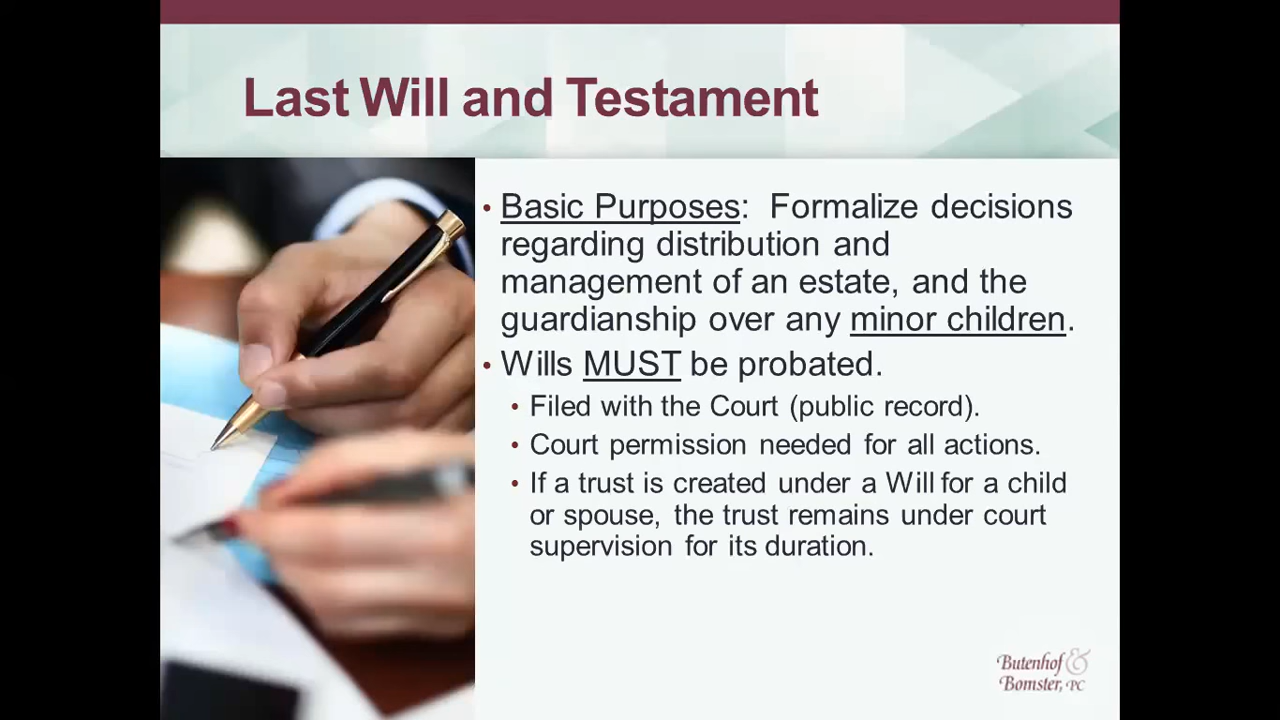 Last Will and Testament
• Basic Purposes: Formalize decisions
regarding distribution and
management of an estate, and the
guardianship over any minor children.
• Wills MUST be probated.
• Filed with the Court (public record).
• Court permission needed for all actions.
• If a trust is created under a Will for a child
or spouse, the trust remains under court
supervision for its duration.
Butenhof &
Bomster, PC